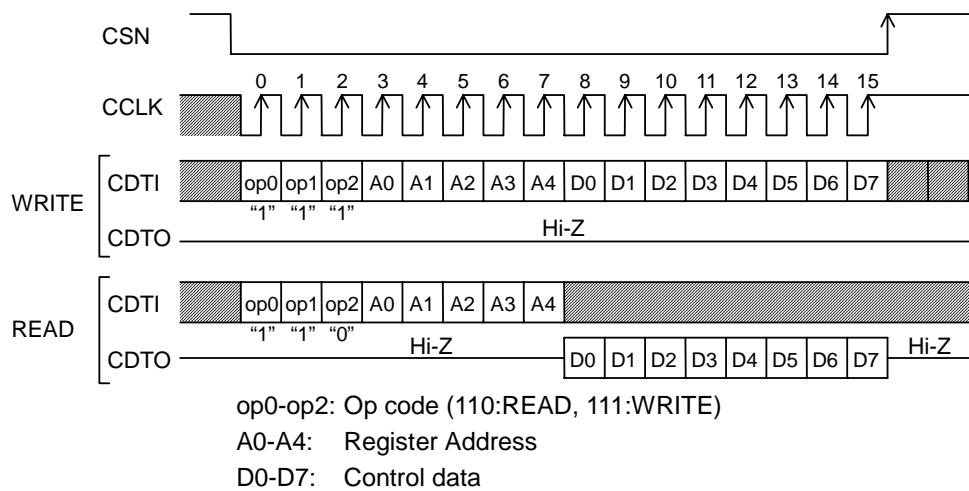 CSN
0 1 2 3 4 5 6 7 8 9 10 11 12 13 14 15
CCLK
WRITE
CDTI op0 op1 op2 A0 A1 A2 A3 A4 D0 D1 D2 D3 D4 D5 D6 D7
“1” “1” “1”
Hi-Z
CDTO
READ
CDTI op0 op1 op2 A0 A1 A2 A3 A4
“1” “1” “0”
Hi-Z Hi-Z
CDTO D0 D1 D2 D3 D4 D5 D6 D7
op0-op2: Op code (110:READ, 111:WRITE)
A0-A4: Register Address
D0-D7: Control data